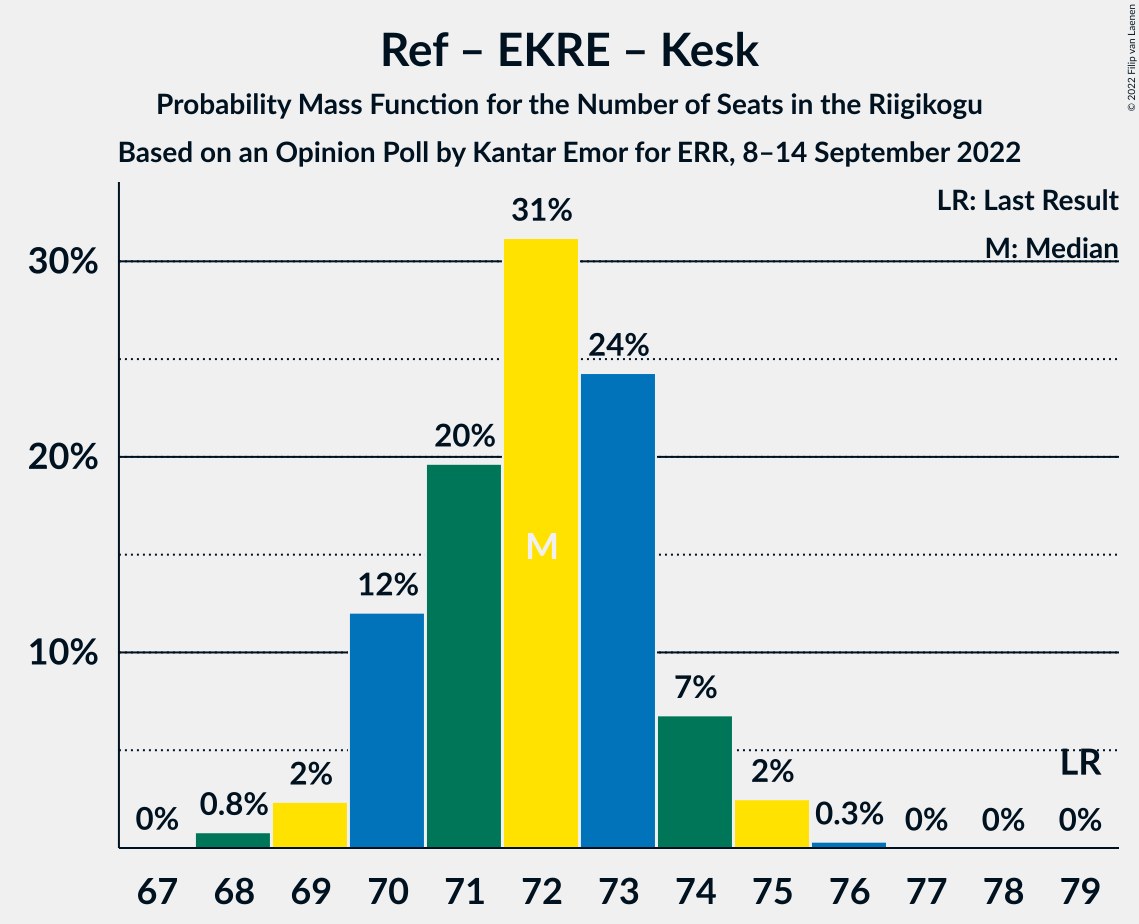 Ref – EKRE – Kesk
Probability Mass Function for the Number of Seats in the Riigikogu
Based on an Opinion Poll by Kantar Emor for ERR, 8–14 September 2022
© 2022 Filip van Laenen
LR: Last Result
M: Median
30%
20%
10%
0%
0.8%
2%
12%
20%
31%
M
24%
7%
2%
0.3%
0%
0%
LR
0%
67 68 69 70 71 72 73 74 75 76 77 78 79